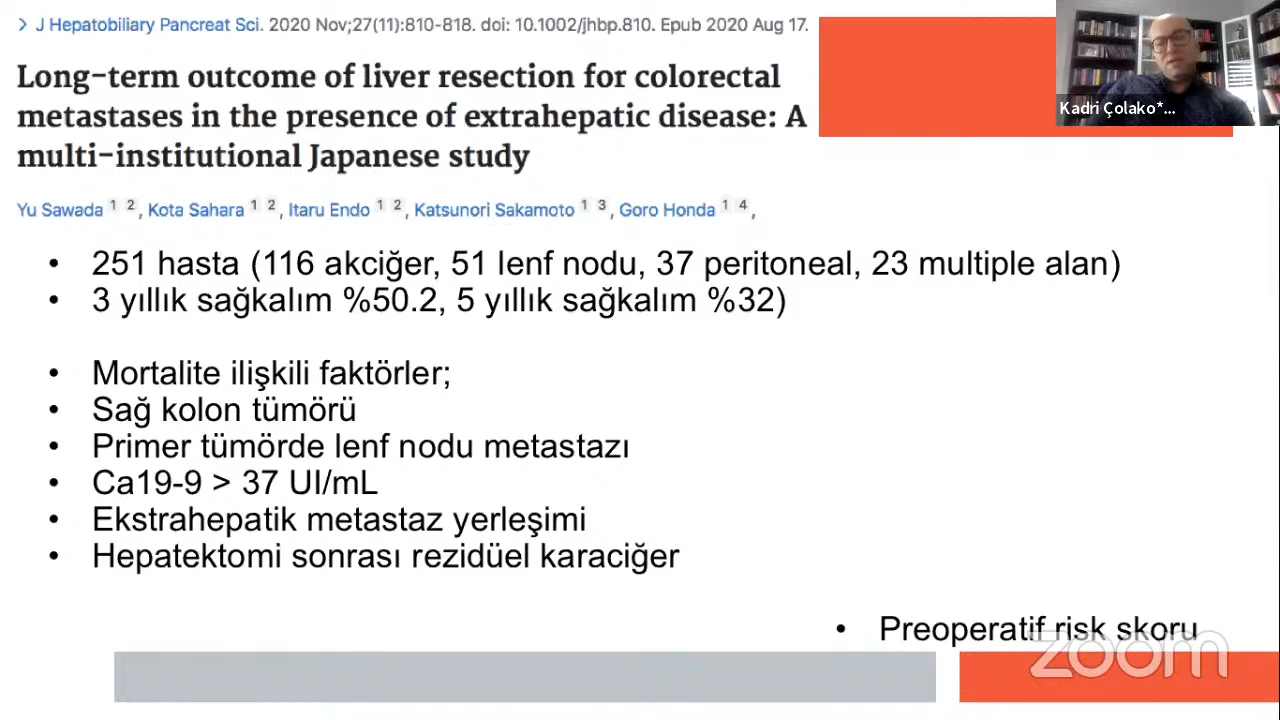 > J Hepatobiliary Pancreat Sci. 2020 Nov;27(11):810-818. doi: 10.1002/jhbp.810. Epub 2020 Aug 17.
Long-term outcome of liver resection for colorectal
metastases in the presence of extrahepatic disease: A
multi-institutional Japanese study
Yu Sawada 1 2, Kota Sahara 1 2, Itaru Endo 1 2, Katsunori Sakamoto 1 3, Goro Honda 1 4,
Kadri Çolako*...
• 251 hasta (116 akciğer, 51 lenf nodu, 37 peritoneal, 23 multiple alan)
• 3 yıllık sağkalım %50.2, 5 yıllık sağkalım %32)
• Mortalite ilişkili faktörler;
• Sağ kolon tümörü
• Primer tümörde lenf nodu metastazı
• Ca19-9 > 37 UI/mL
• Ekstrahepatik metastaz yerleşimi
• Hepatektomi sonrası rezidüel karaciğer
• Preoperatif risk skoru
zoom